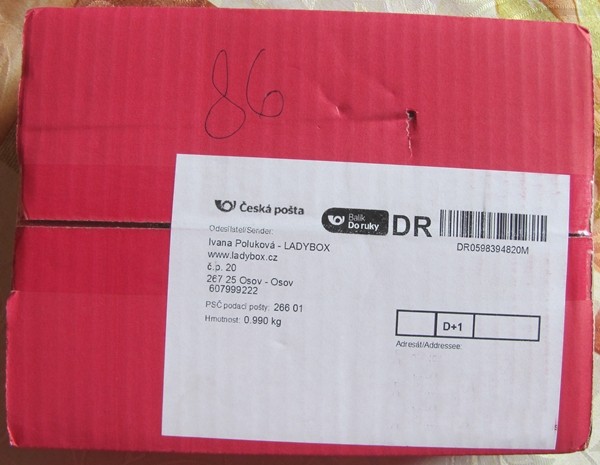 86
Česká pošta
Balík
Do ruky
DR
DR0598394820M
Odesílatel/Sender:
Ivana Poluková - LADYBOX
www.ladybox.cz
č.p. 20
267 25 Osov - Osov
607999222
PSČ podací pošty: 266 01
Hmotnost: 0.990 kg
D+1
Adresát/Addressee: